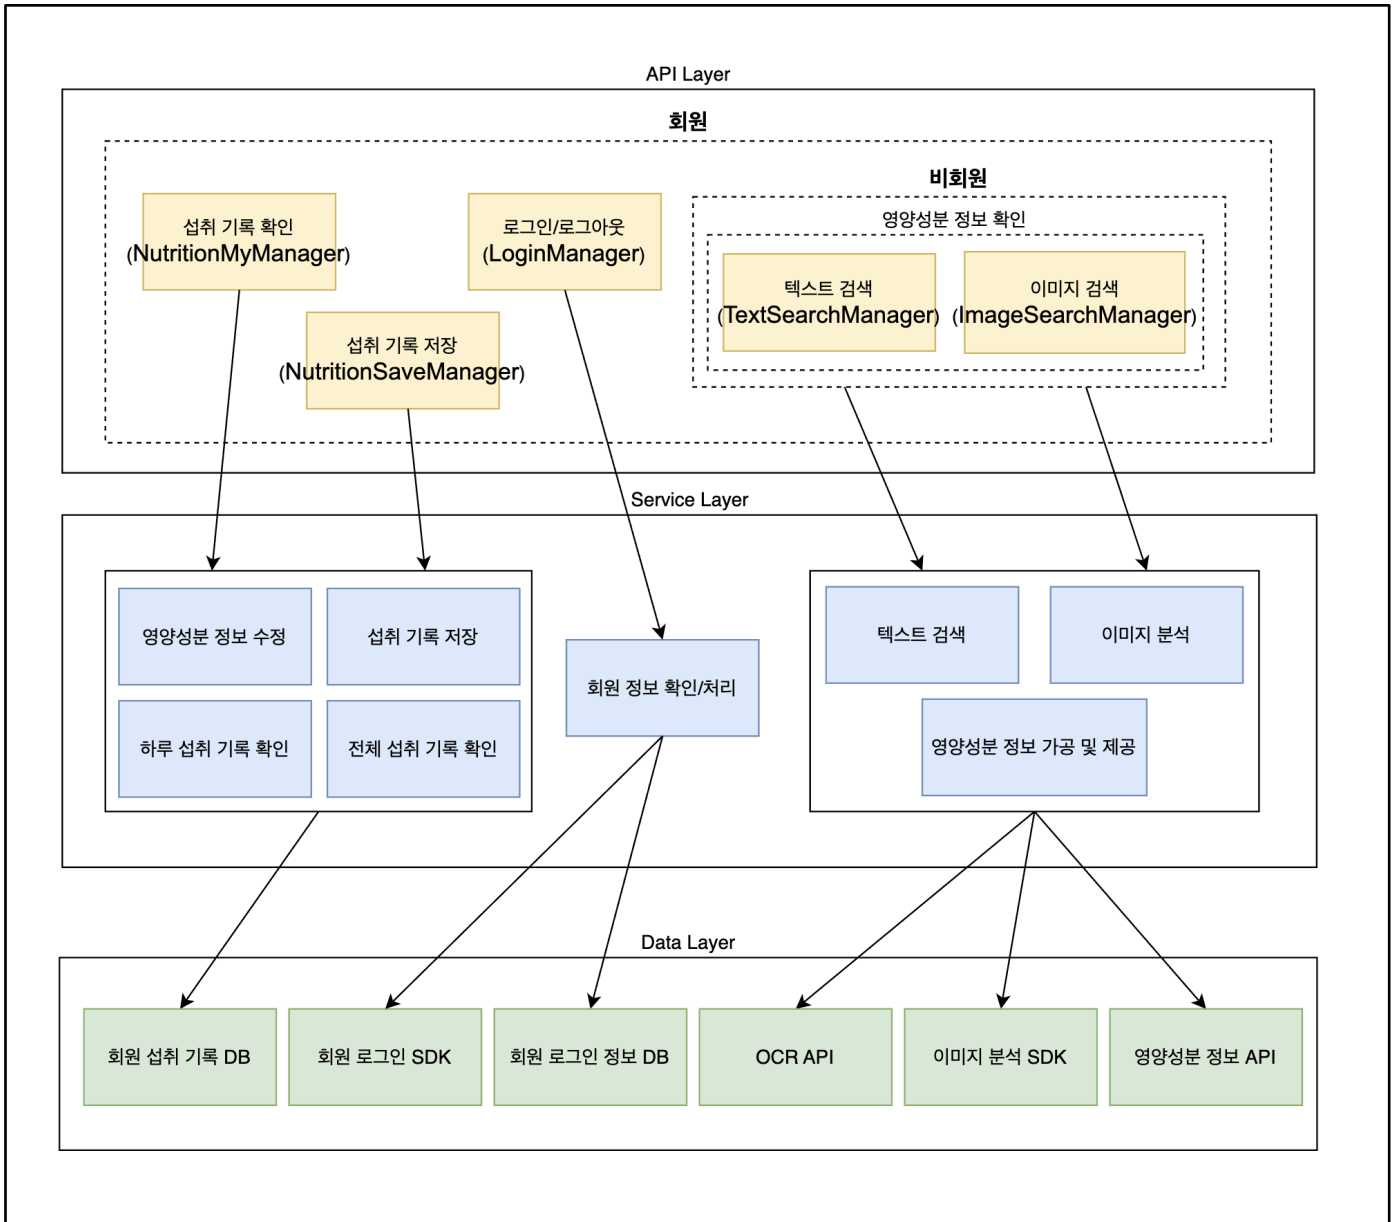 API Layer
회원
비회원
영양성분 정보 확인
섭취 기록 확인
(NutritionMyManager)
로그인/로그아웃
(LoginManager)
텍스트 검색
(TextSearchManager)
이미지 검색
(ImageSearchManager)
섭취 기록 저장
(NutritionSaveManager)
Service Layer
영양성분 정보 수정
섭취 기록 저장
하루 섭취 기록 확인
전체 섭취 기록 확인
회원 정보 확인/처리
텍스트 검색
이미지 분석
영양성분 정보 가공 및 제공
Data Layer
회원 섭취 기록 DB
회원 로그인 SDK
회원 로그인 정보 DB
OCR API
이미지 분석 SDK
영양성분 정보 API